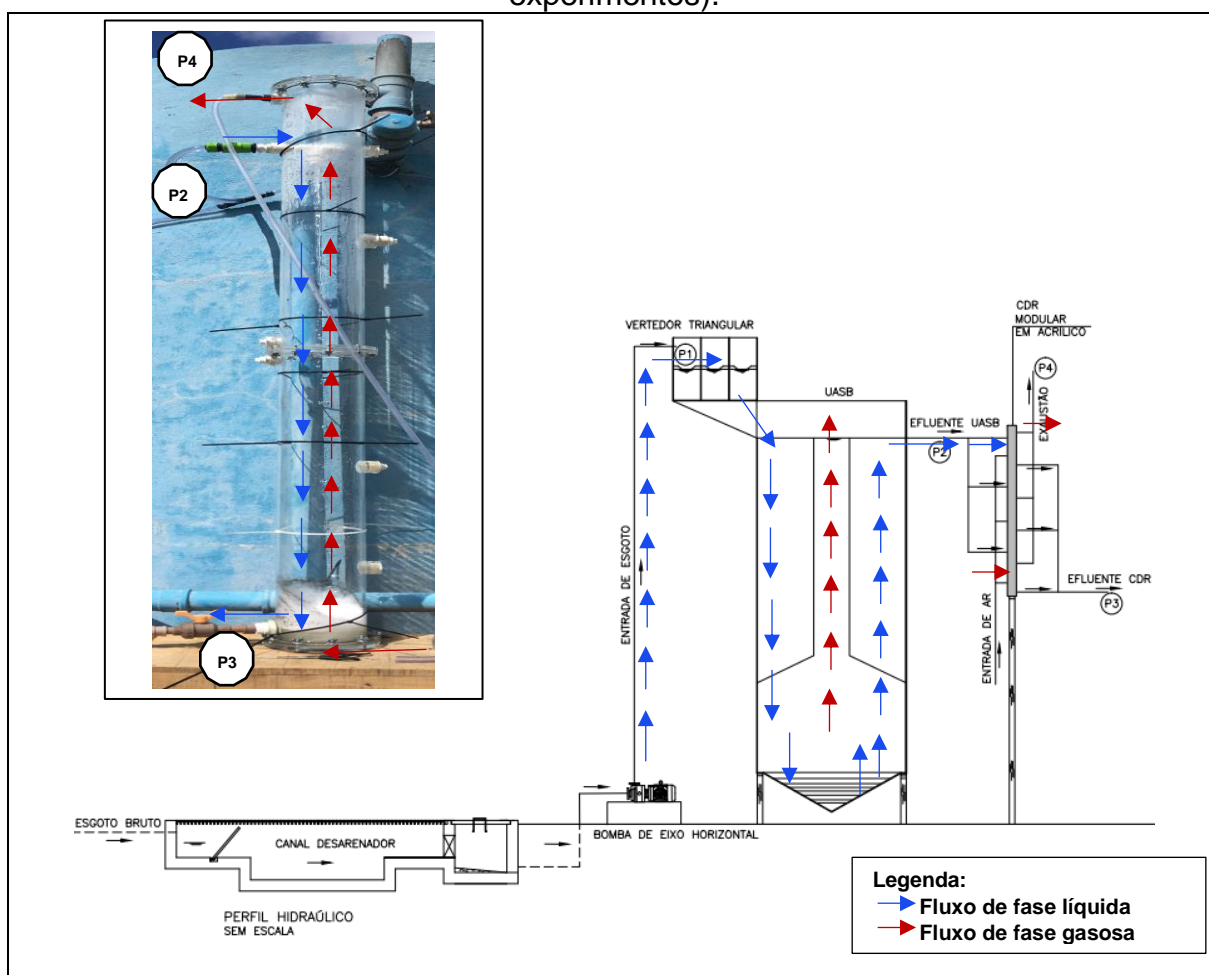 experimentos).
P4
P2
P3
CDR
MODULAR
EM ACRÍLICO
VERTEDOR TRIANGULAR
P1
P4
UASB
EXAUSTÃO
EFLUENTE UASB
P2
ENTRADA DE ESGOTO
EFLUENTE CDR
P3
ENTRADA DE AR
ESGOTO BRUTO
CANAL DESARENADOR
BOMBA DE EIXO HORIZONTAL
PERFIL HIDRAÚLICO
SEM ESCALA
Legenda:
Fluxo de fase líquida
Fluxo de fase gasosa